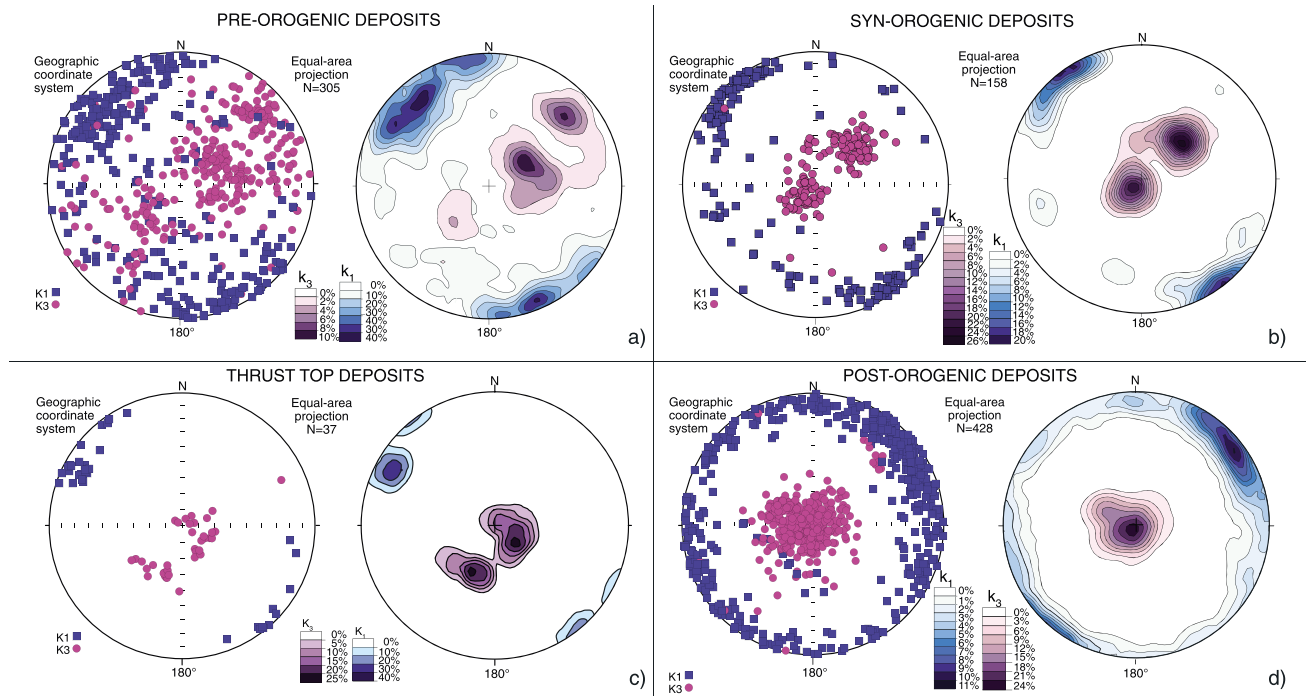 PRE-OROGENIC DEPOSITS
Geographic
coordinate
system
N
Equal-area
projection
N=305
N
K1
K3
180°
k3
0%
2%
4%
6%
8%
10%
k1
0%
10%
20%
30%
30%
40%
180°
a)
SYN-OROGENIC DEPOSITS
Geographic
coordinate
system
N
Equal-area
projection
N=158
N
K1
K3
180°
k3
0%
2%
4%
6%
8%
10%
12%
14%
16%
18%
20%
24%
26%
k1
0%
2%
4%
6%
8%
10%
12%
14%
16%
18%
20%
180°
b)
THRUST TOP DEPOSITS
Geographic
coordinate
system
N
Equal-area
projection
N=37
N
K1
K3
180°
K3
0%
5%
10%
15%
20%
25%
K1
0%
10%
20%
30%
40%
180°
c)
POST-OROGENIC DEPOSITS
Geographic
coordinate
system
N
Equal-area
projection
N=428
N
K1
K3
180°
k1
0%
1%
2%
3%
4%
5%
6%
7%
8%
9%
10%
11%
k3
0%
3%
6%
9%
12%
15%
18%
21%
24%
180°
d)